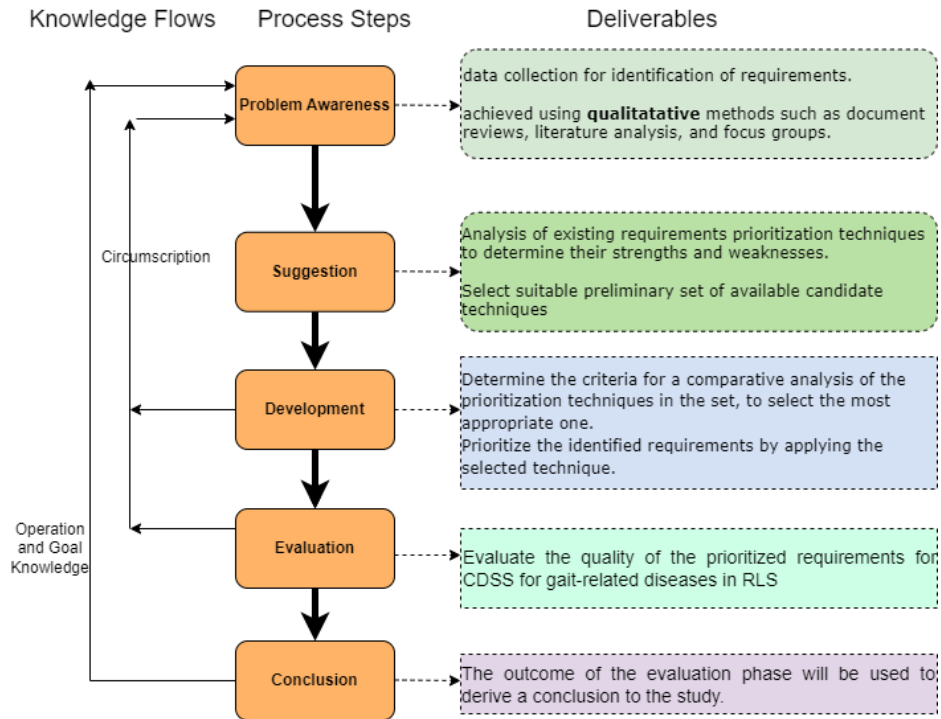 Knowledge Flows
Process Steps
Deliverables
Problem Awareness
data collection for identification of requirements.
achieved using qualitatative methods such as document
reviews, literature analysis, and focus groups.
Circumscription
Suggestion
Analysis of existing requirements prioritization techniques
to determine their strengths and weaknesses.
Select suitable preliminary set of available candidate
techniques
Development
Determine the criteria for a comparative analysis of the
prioritization techniques in the set, to select the most
appropriate one.
Prioritize the identified requirements by applying the
selected technique.
Operation
and Goal
Knowledge
Evaluation
Evaluate the quality of the prioritized requirements for
CDSS for gait-related diseases in RLS
Conclusion
The outcome of the evaluation phase will be used to
derive a conclusion to the study.